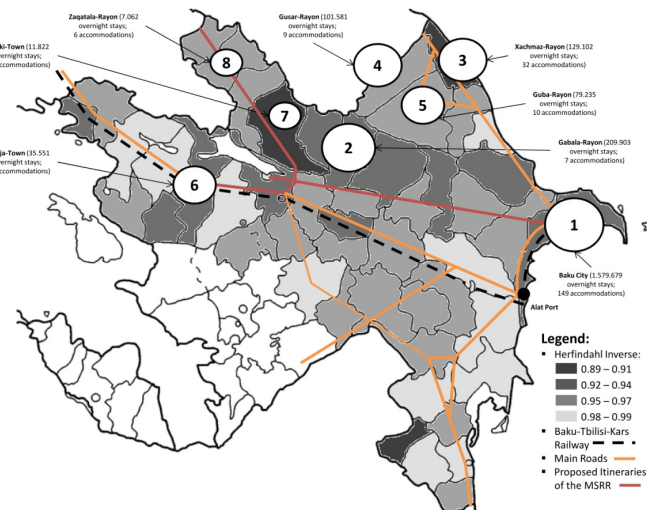 Zaqatala-Rayon (7.062
overnight stays;
6 accommodations)
Gusar-Rayon (101.581
overnight stays;
9 accommodations)
ki-Town (11.822
vernight stays;
ccommodations)
Xachmaz-Rayon (129.102
overnight stays;
32 accommodations)
Guba-Rayon (79.235
overnight stays;
10 accommodations)
Gabala-Rayon (209.903
overnight stays;
7 accommodations)
ja-Town (35.551
vernight stays;
ccommodations)
8
4
3
7
5
2
6
1
Baku City (1.579.679
overnight stays;
149 accommodations)
Alat Port
Legend:
Herfindahl Inverse:
0.89 – 0.91
0.92 – 0.94
0.95 – 0.97
0.98 – 0.99
Baku-Tbilisi-Kars
Railway
Main Roads
Proposed Itineraries
of the MSRR